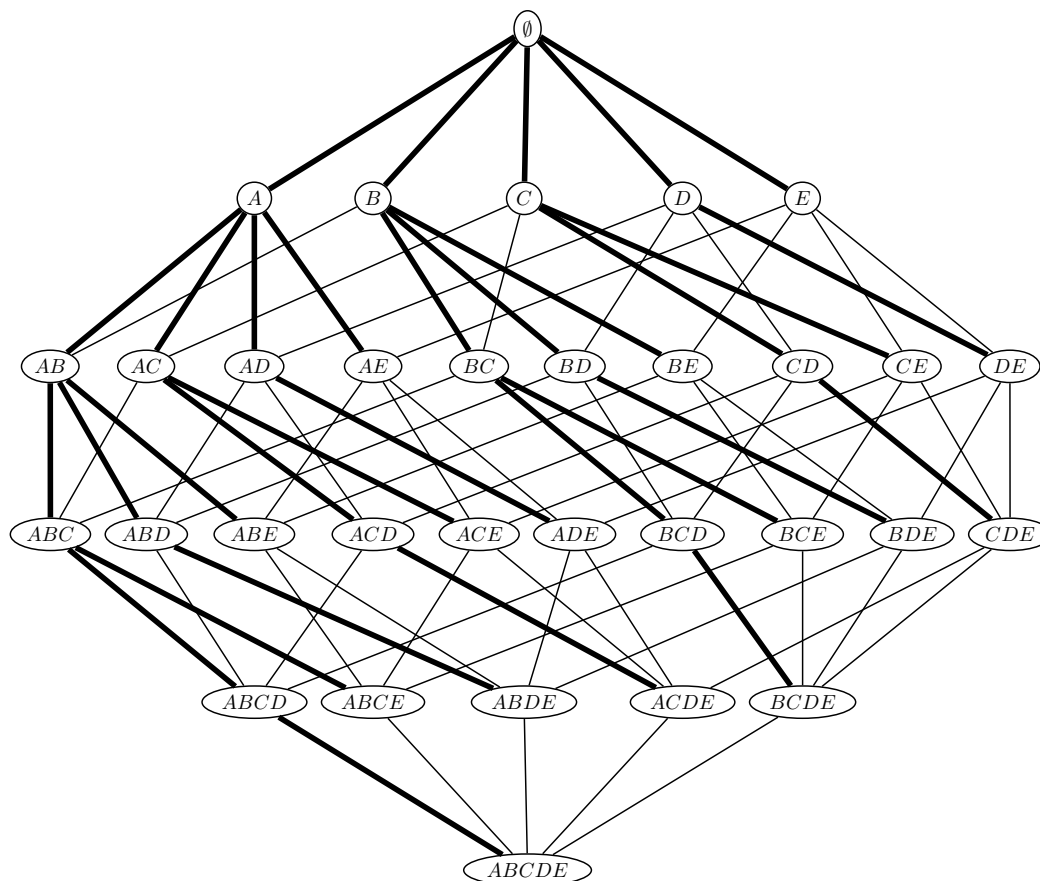 ∅
A B C D E
AB AC AD AE BC BD BE CD CE DE
ABC ABD ABE ACD ACE ADE BCD BCE BDE CDE
ABCD ABCE ABDE ACDE BCDE
ABCDE